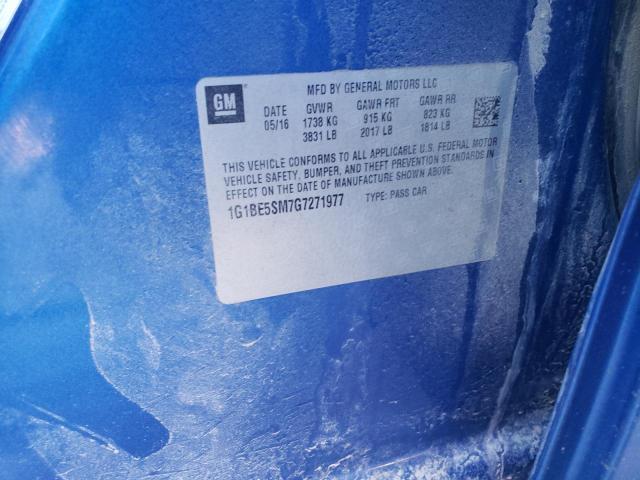 MFD BY GENERAL MOTORS LLC
GM
DATE GVWR GAWR FRT GAWR RR
05/16 1738 KG 915 KG 823 KG
3831 LB 2017 LB 1814 LB
THIS VEHICLE CONFORMS TO ALL APPLICABLE U.S. FEDERAL MOTOR
VEHICLE SAFETY, BUMPER, AND THEFT PREVENTION STANDARDS IN
EFFECT ON THE DATE OF MANUFACTURE SHOWN ABOVE.
1G1BE5SM7G7271977 TYPE: PASS CAR